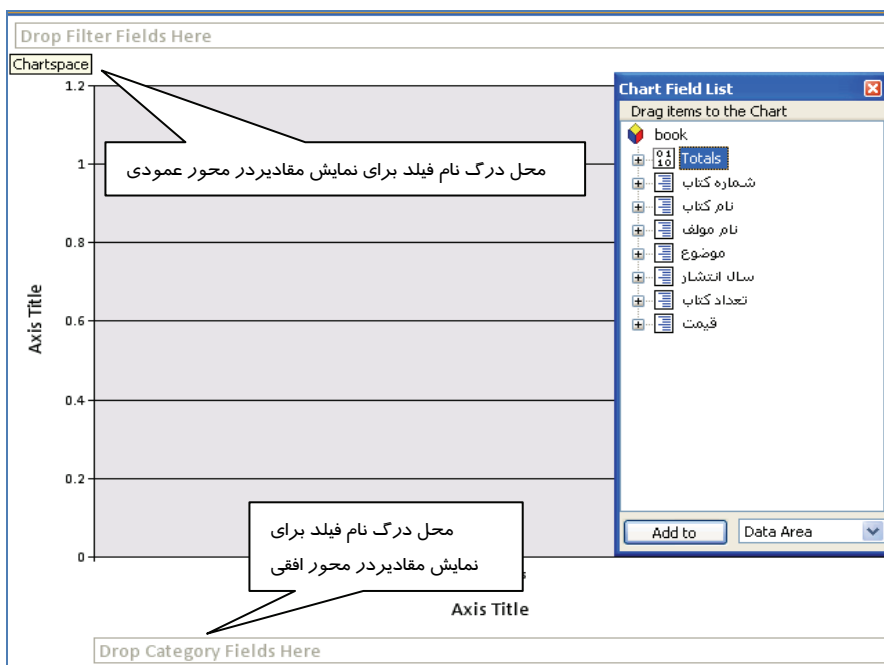 Drop Filter Fields Here
Chartspace
1.2
1
0.8
0.6
0.4
0.2
0
Axis Title
محل درگ نام فیلد برای نمایش مقادیردر محور عمودی
Chart Field List
Drag items to the Chart
book
Totals
شماره کتاب
نام کتاب
نام مولف
موضوع
سال انتشار
تعداد کتاب
قیمت
Add to
Data Area
محل درگ نام فیلد برای
نمایش مقادیردر محور افقی
Axis Title
Drop Category Fields Here